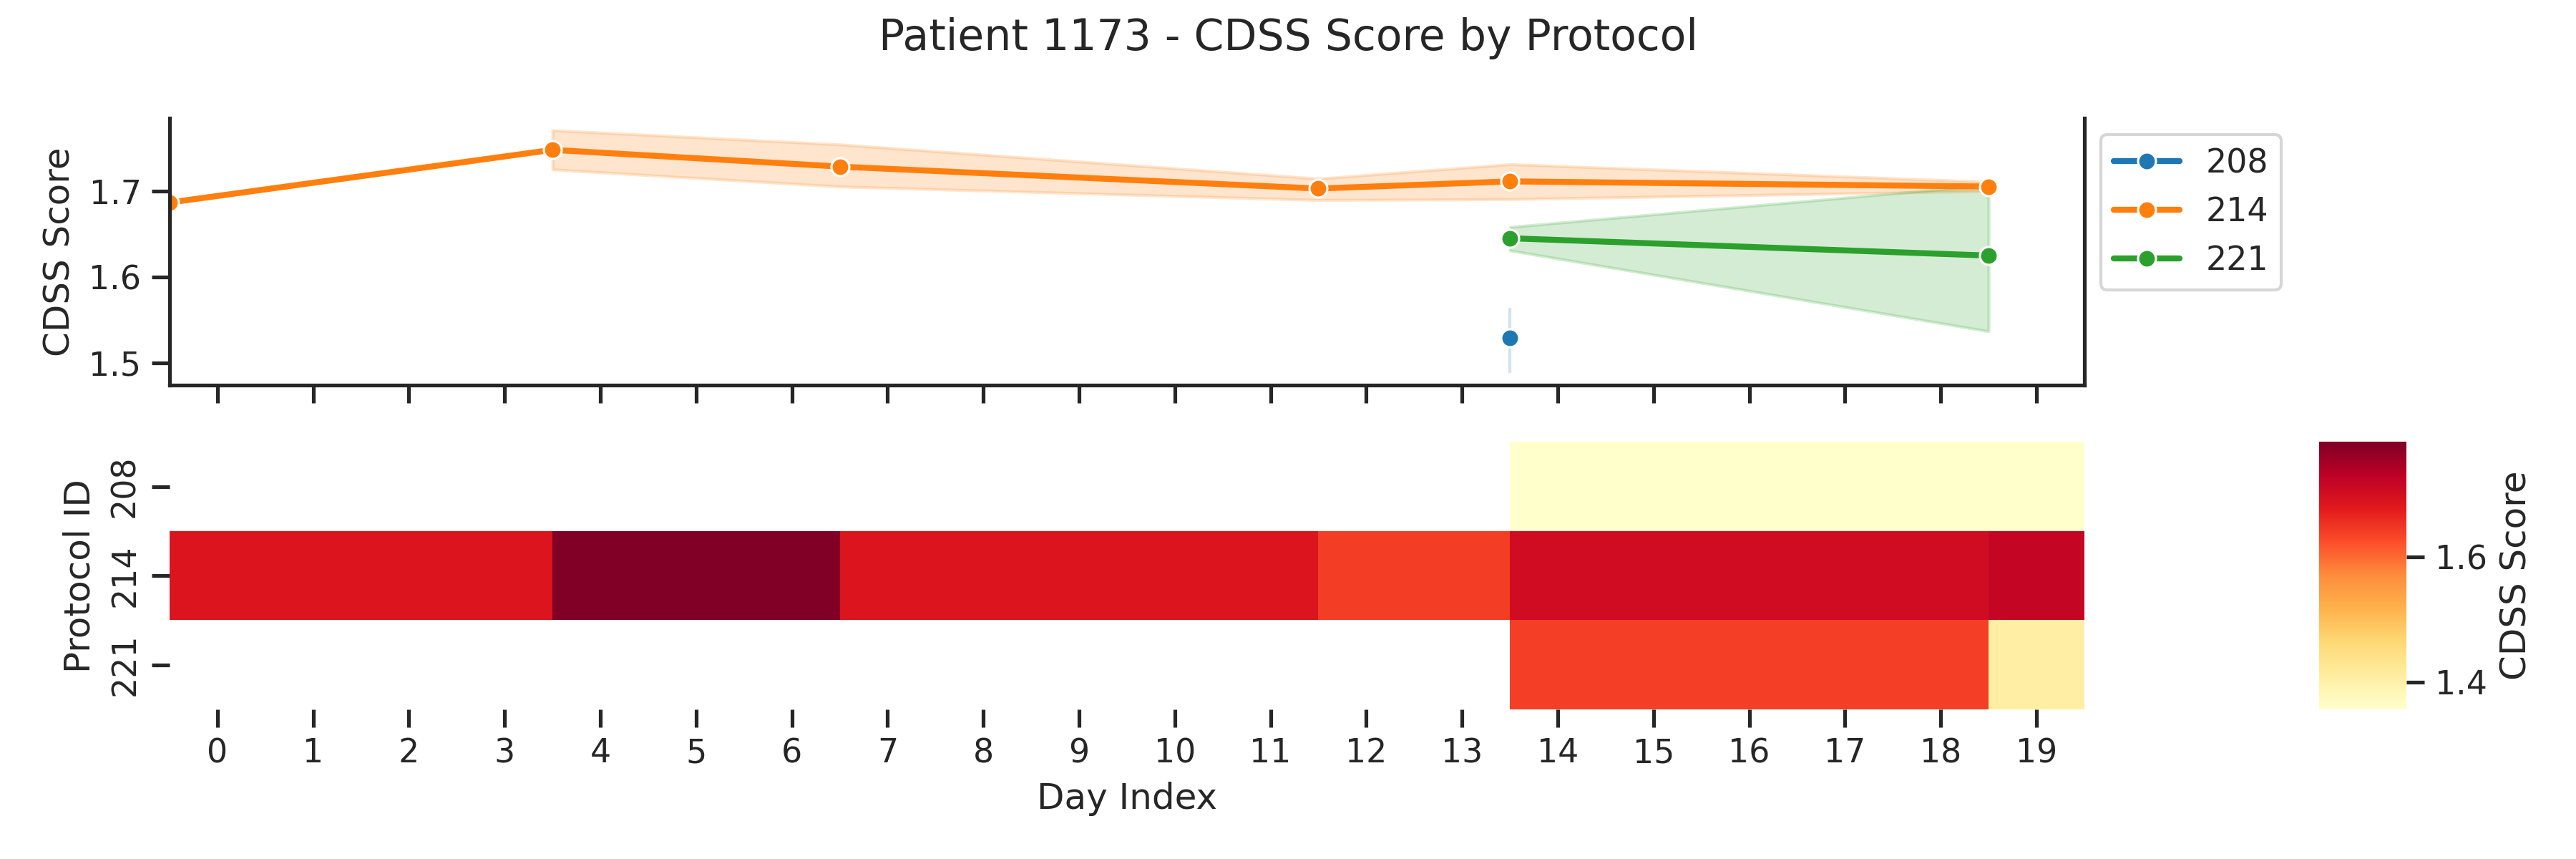 Patient 1173 - CDSS Score by Protocol
CDSS Score
1.7
1.6
1.5
208
214
221
Protocol ID
208
214
221
0 1 2 3 4 5 6 7 8 9 10 11 12 13 14 15 16 17 18 19
Day Index
1.6
1.4
CDSS Score